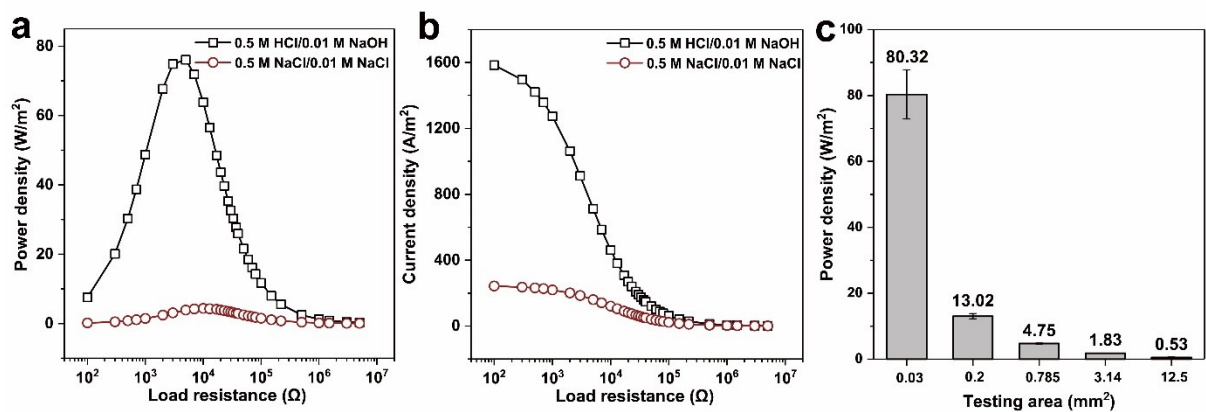 a
0.5 M HCl/0.01 M NaOH
0.5 M NaCl/0.01 M NaCl
Power density (W/m²)
80
60
40
20
0
10² 10³ 10⁴ 10⁵ 10⁶ 10⁷
Load resistance (Ω)
b
0.5 M HCl/0.01 M NaOH
0.5 M NaCl/0.01 M NaCl
Current density (A/m²)
1600
1200
800
400
0
10² 10³ 10⁴ 10⁵ 10⁶ 10⁷
Load resistance (Ω)
c
Power density (W/m²)
100
80
60
40
20
0
80.32
13.02
4.75
1.83
0.53
0.03 0.2 0.785 3.14 12.5
Testing area (mm²)